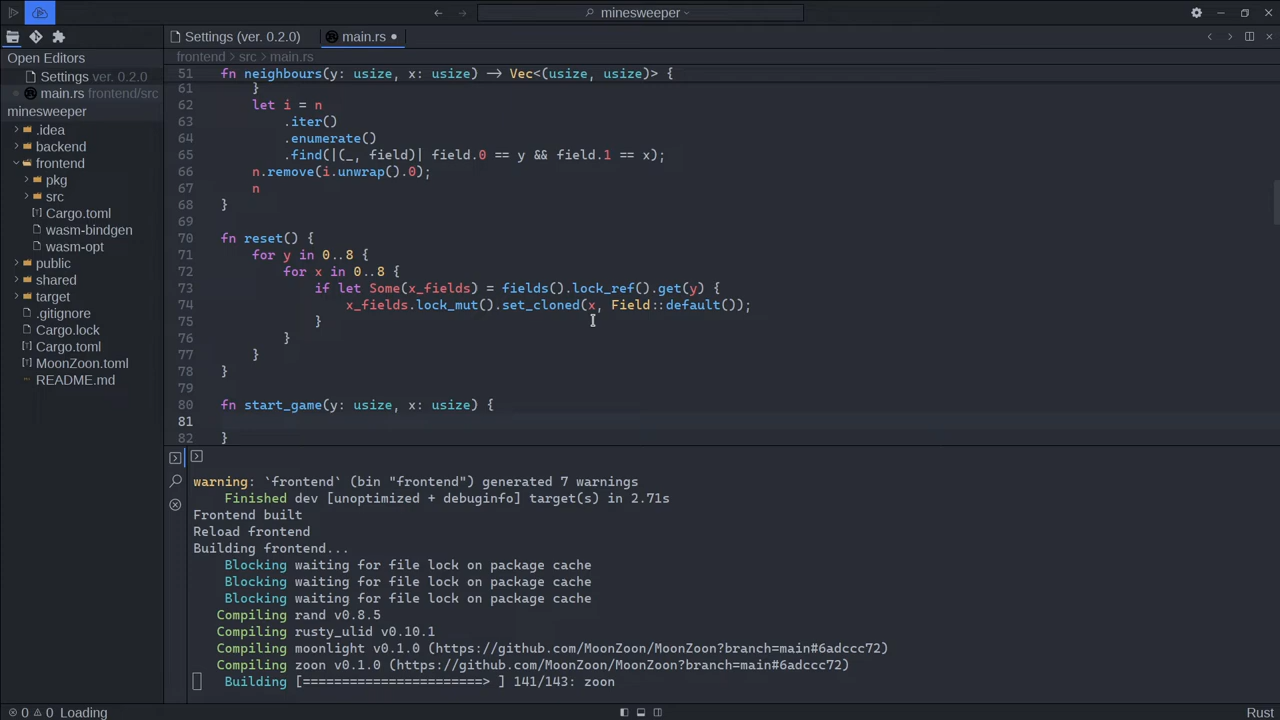 minesweeper
Settings (ver. 0.2.0)
main.rs
Open Editors
Settings ver. 0.2.0
main.rs frontend/src
minesweeper
.idea
backend
frontend
pkg
src
Cargo.toml
wasm-bindgen
wasm-opt
public
shared
target
.gitignore
Cargo.lock
Cargo.toml
MoonZoon.toml
README.md
frontend > src > main.rs
51 fn neighbours(y: usize, x: usize) → Vec<(usize, usize)> {
61 }
62 let i = n
63 .iter()
64 .enumerate()
65 .find(|(_, field)| field.0 == y && field.1 == x);
66 n.remove(i.unwrap().0);
67 n
68 }
69
70 fn reset() {
71 for y in 0..8 {
72 for x in 0..8 {
73 if let Some(x_fields) = fields().lock_ref().get(y) {
74 x_fields.lock_mut().set_cloned(x, Field::default());
75 }
76 }
77 }
78 }
79
80 fn start_game(y: usize, x: usize) {
81
82 }
warning: `frontend` (bin "frontend") generated 7 warnings
Finished dev [unoptimized + debuginfo] target(s) in 2.71s
Frontend built
Reload frontend
Building frontend...
Blocking waiting for file lock on package cache
Blocking waiting for file lock on package cache
Blocking waiting for file lock on package cache
Compiling rand v0.8.5
Compiling rusty_ulid v0.10.1
Compiling moonlight v0.1.0 (https://github.com/MoonZoon/MoonZoon?branch=main#6adccc72)
Compiling zoon v0.1.0 (https://github.com/MoonZoon/MoonZoon?branch=main#6adccc72)
Building [=======================> ] 141/143: zoon
0 0 Loading
Rust